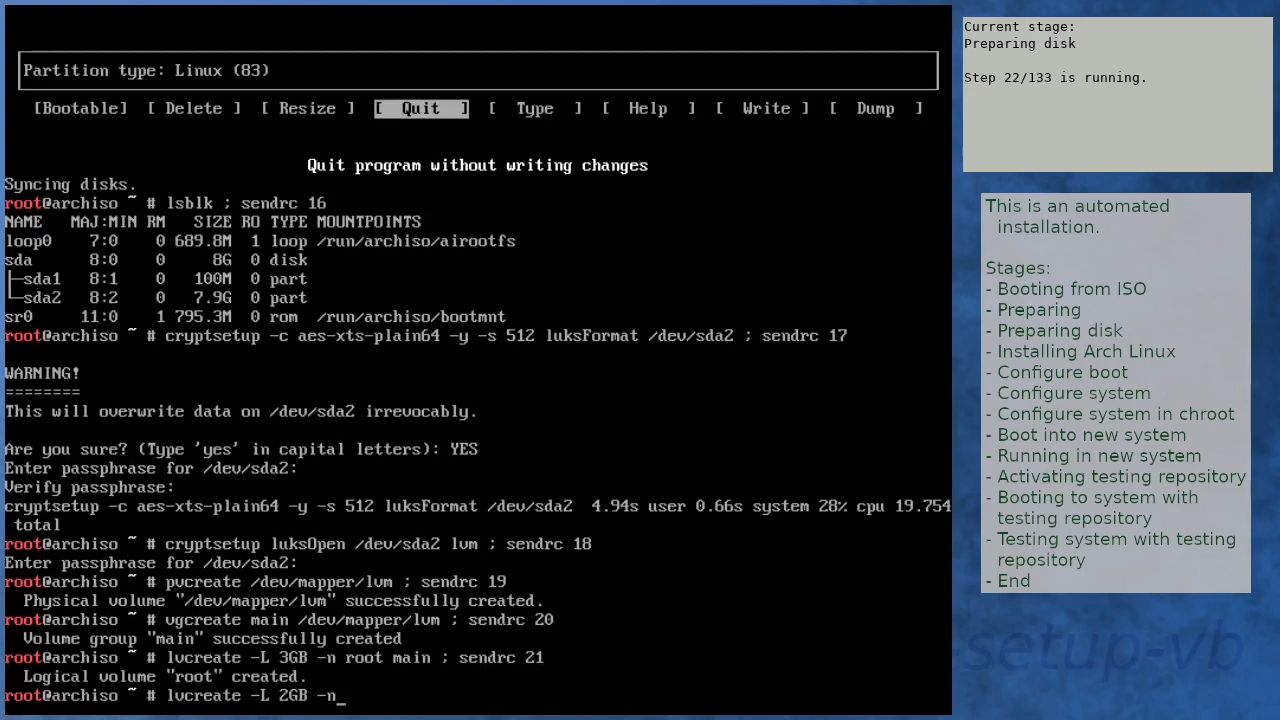 Partition type: Linux (83)
[Bootable] [ Delete ] [ Resize ] [ Quit ] [ Type ] [ Help ] [ Write ] [ Dump ]
Quit program without writing changes
Syncing disks.
root@archiso ~ # lsblk ; sendrc 16
NAME MAJ:MIN RM SIZE RO TYPE MOUNTPOINTS
loop0 7:0 0 689.8M 1 loop /run/archiso/airootfs
sda 8:0 0 8G 0 disk
├─sda1 8:1 0 100M 0 part
└─sda2 8:2 0 7.9G 0 part
sr0 11:0 1 795.3M 0 rom /run/archiso/bootmnt
root@archiso ~ # cryptsetup -c aes-xts-plain64 -y -s 512 luksFormat /dev/sda2 ; sendrc 17
WARNING!
========
This will overwrite data on /dev/sda2 irrevocably.
Are you sure? (Type 'yes' in capital letters): YES
Enter passphrase for /dev/sda2:
Verify passphrase:
cryptsetup -c aes-xts-plain64 -y -s 512 luksFormat /dev/sda2 4.94s user 0.66s system 28% cpu 19.754
total
root@archiso ~ # cryptsetup luksOpen /dev/sda2 lvm ; sendrc 18
Enter passphrase for /dev/sda2:
root@archiso ~ # pvcreate /dev/mapper/lvm ; sendrc 19
Physical volume "/dev/mapper/lvm" successfully created.
root@archiso ~ # vgcreate main /dev/mapper/lvm ; sendrc 20
Volume group "main" successfully created
root@archiso ~ # lvcreate -L 3GB -n root main ; sendrc 21
Logical volume "root" created.
root@archiso ~ # lvcreate -L 2GB -n_
Current stage:
Preparing disk
Step 22/133 is running.
This is an automated
installation.
Stages:
- Booting from ISO
- Preparing
- Preparing disk
- Installing Arch Linux
- Configure boot
- Configure system
- Configure system in chroot
- Boot into new system
- Running in new system
- Activating testing repository
- Booting to system with
testing repository
- Testing system with testing
repository
- End
-setup-vb